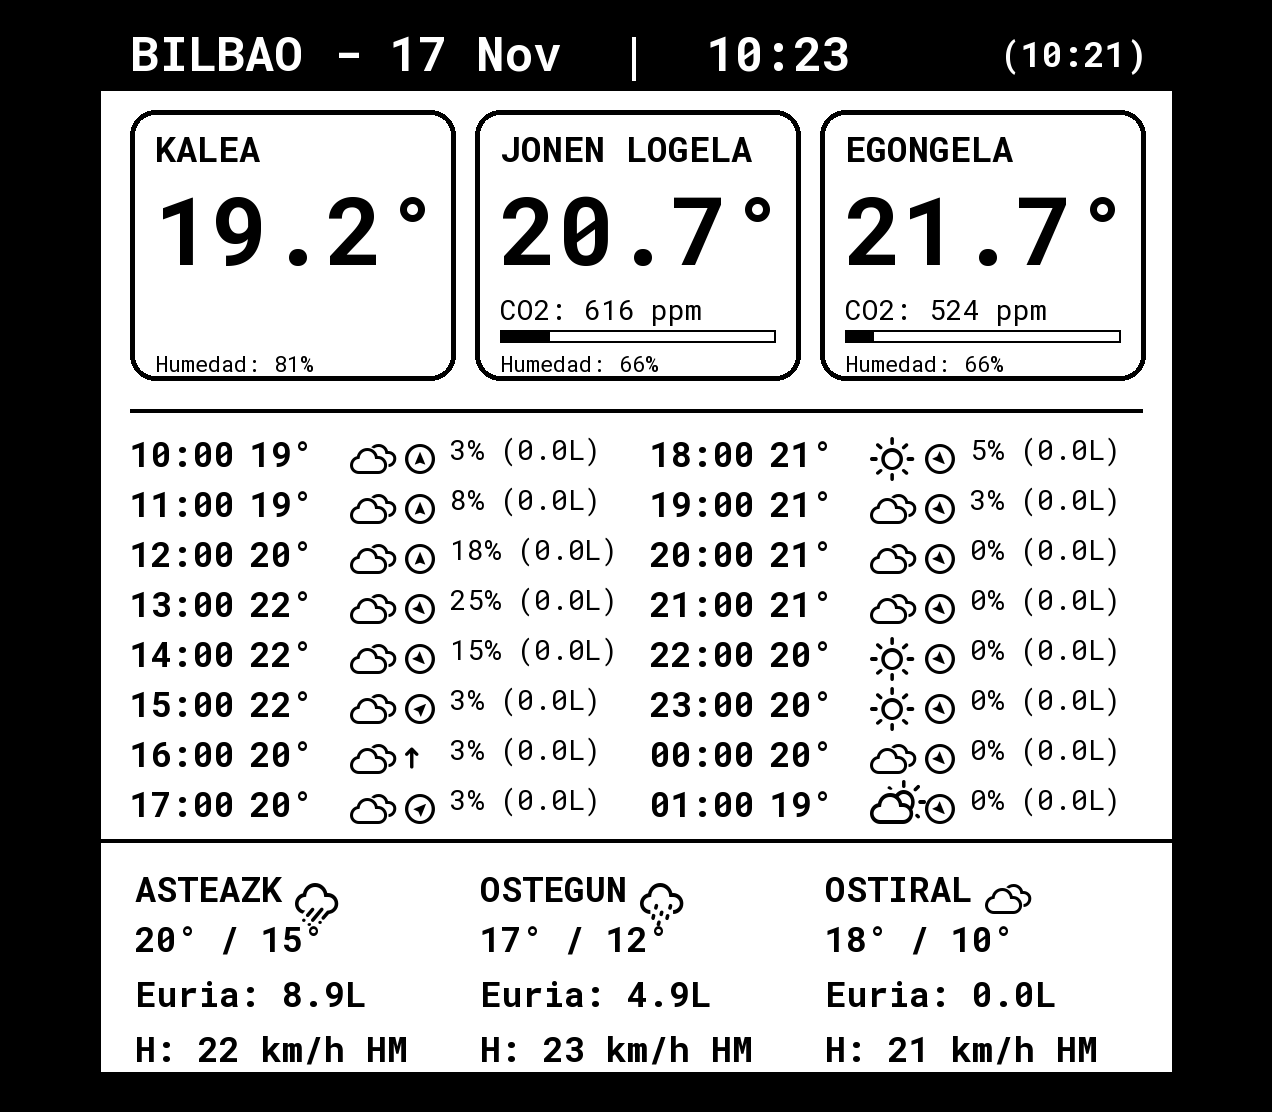 BILBAO - 17 Nov | 10:23 (10:21)
KALEA
19.2°
Humedad: 81%
JONEN LOGELA
20.7°
CO2: 616 ppm
Humedad: 66%
EGONGELA
21.7°
CO2: 524 ppm
Humedad: 66%
10:00 19° 3% (0.0L)
11:00 19° 8% (0.0L)
12:00 20° 18% (0.0L)
13:00 22° 25% (0.0L)
14:00 22° 15% (0.0L)
15:00 22° 3% (0.0L)
16:00 20° 3% (0.0L)
17:00 20° 3% (0.0L)
18:00 21° 5% (0.0L)
19:00 21° 3% (0.0L)
20:00 21° 0% (0.0L)
21:00 21° 0% (0.0L)
22:00 20° 0% (0.0L)
23:00 20° 0% (0.0L)
00:00 20° 0% (0.0L)
01:00 19° 0% (0.0L)
ASTEAZK
20° / 15°
Euria: 8.9L
H: 22 km/h HM
OSTEGUN
17° / 12°
Euria: 4.9L
H: 23 km/h HM
OSTIRAL
18° / 10°
Euria: 0.0L
H: 21 km/h HM